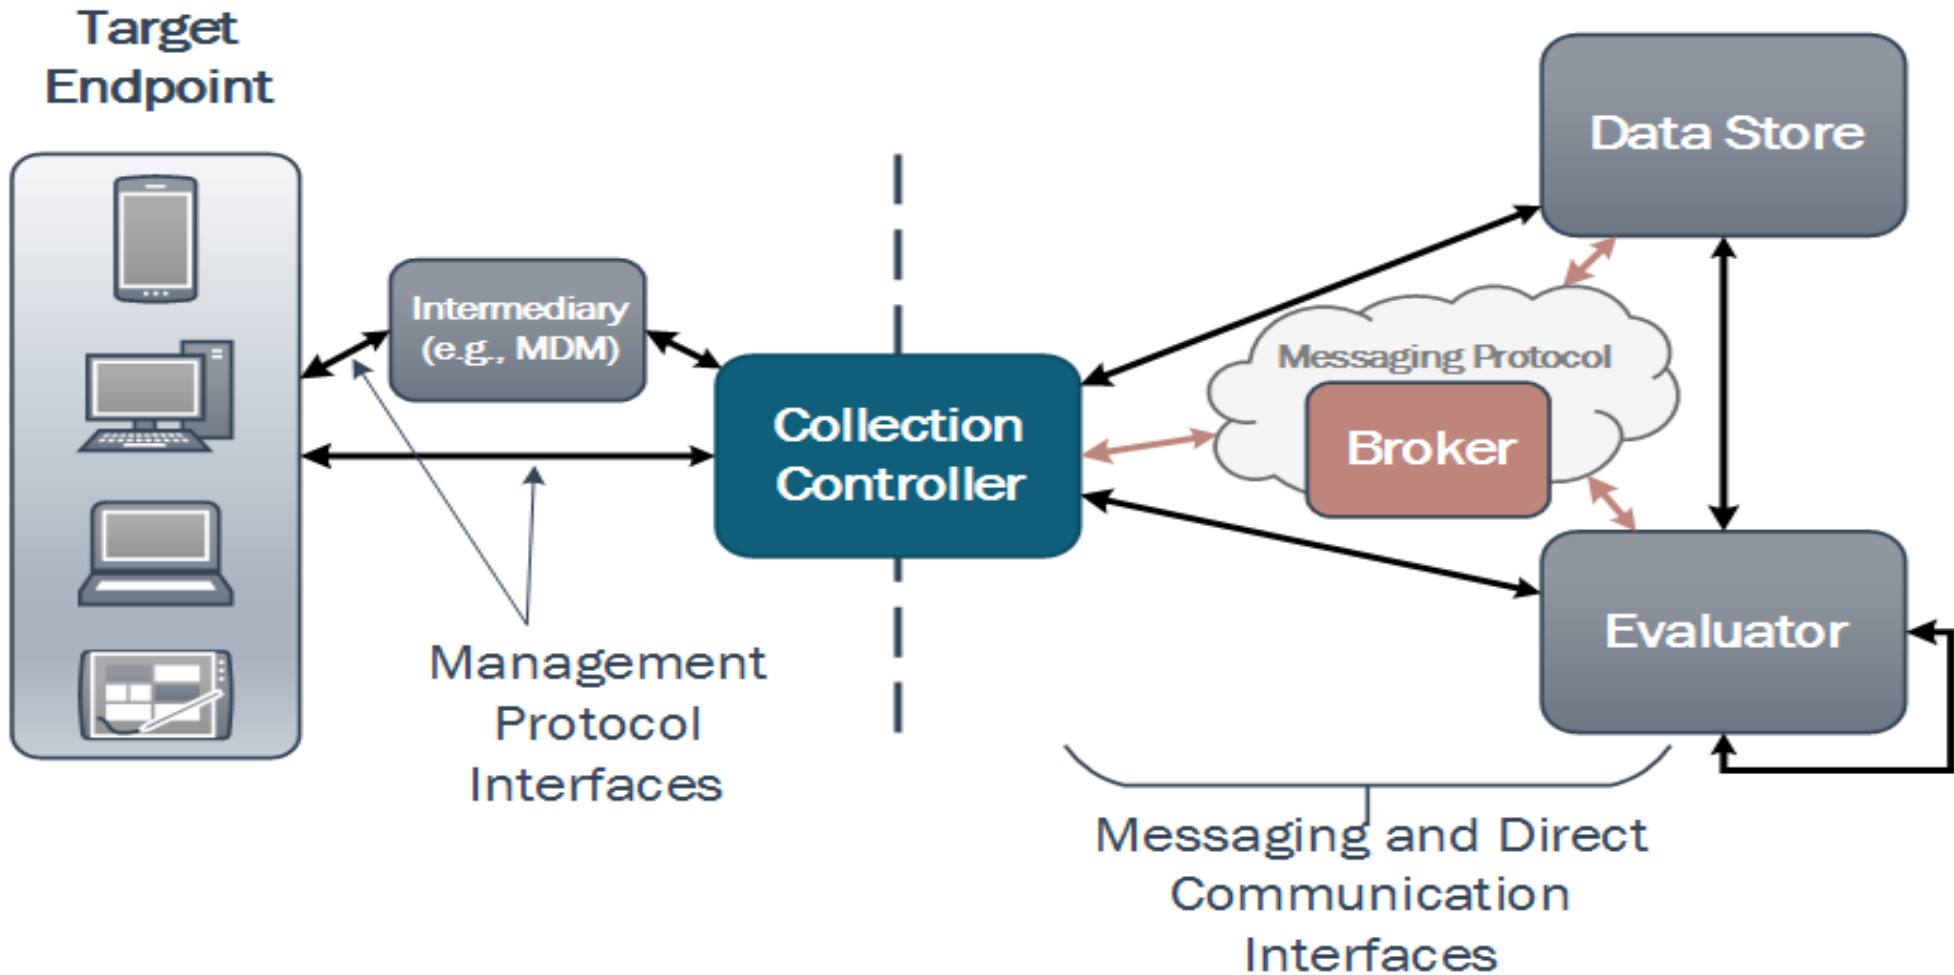 Target
Endpoint
Intermediary
(e.g., MDM)
Collection
Controller
Data Store
Messaging Protocol
Broker
Evaluator
Management
Protocol
Interfaces
Messaging and Direct
Communication
Interfaces